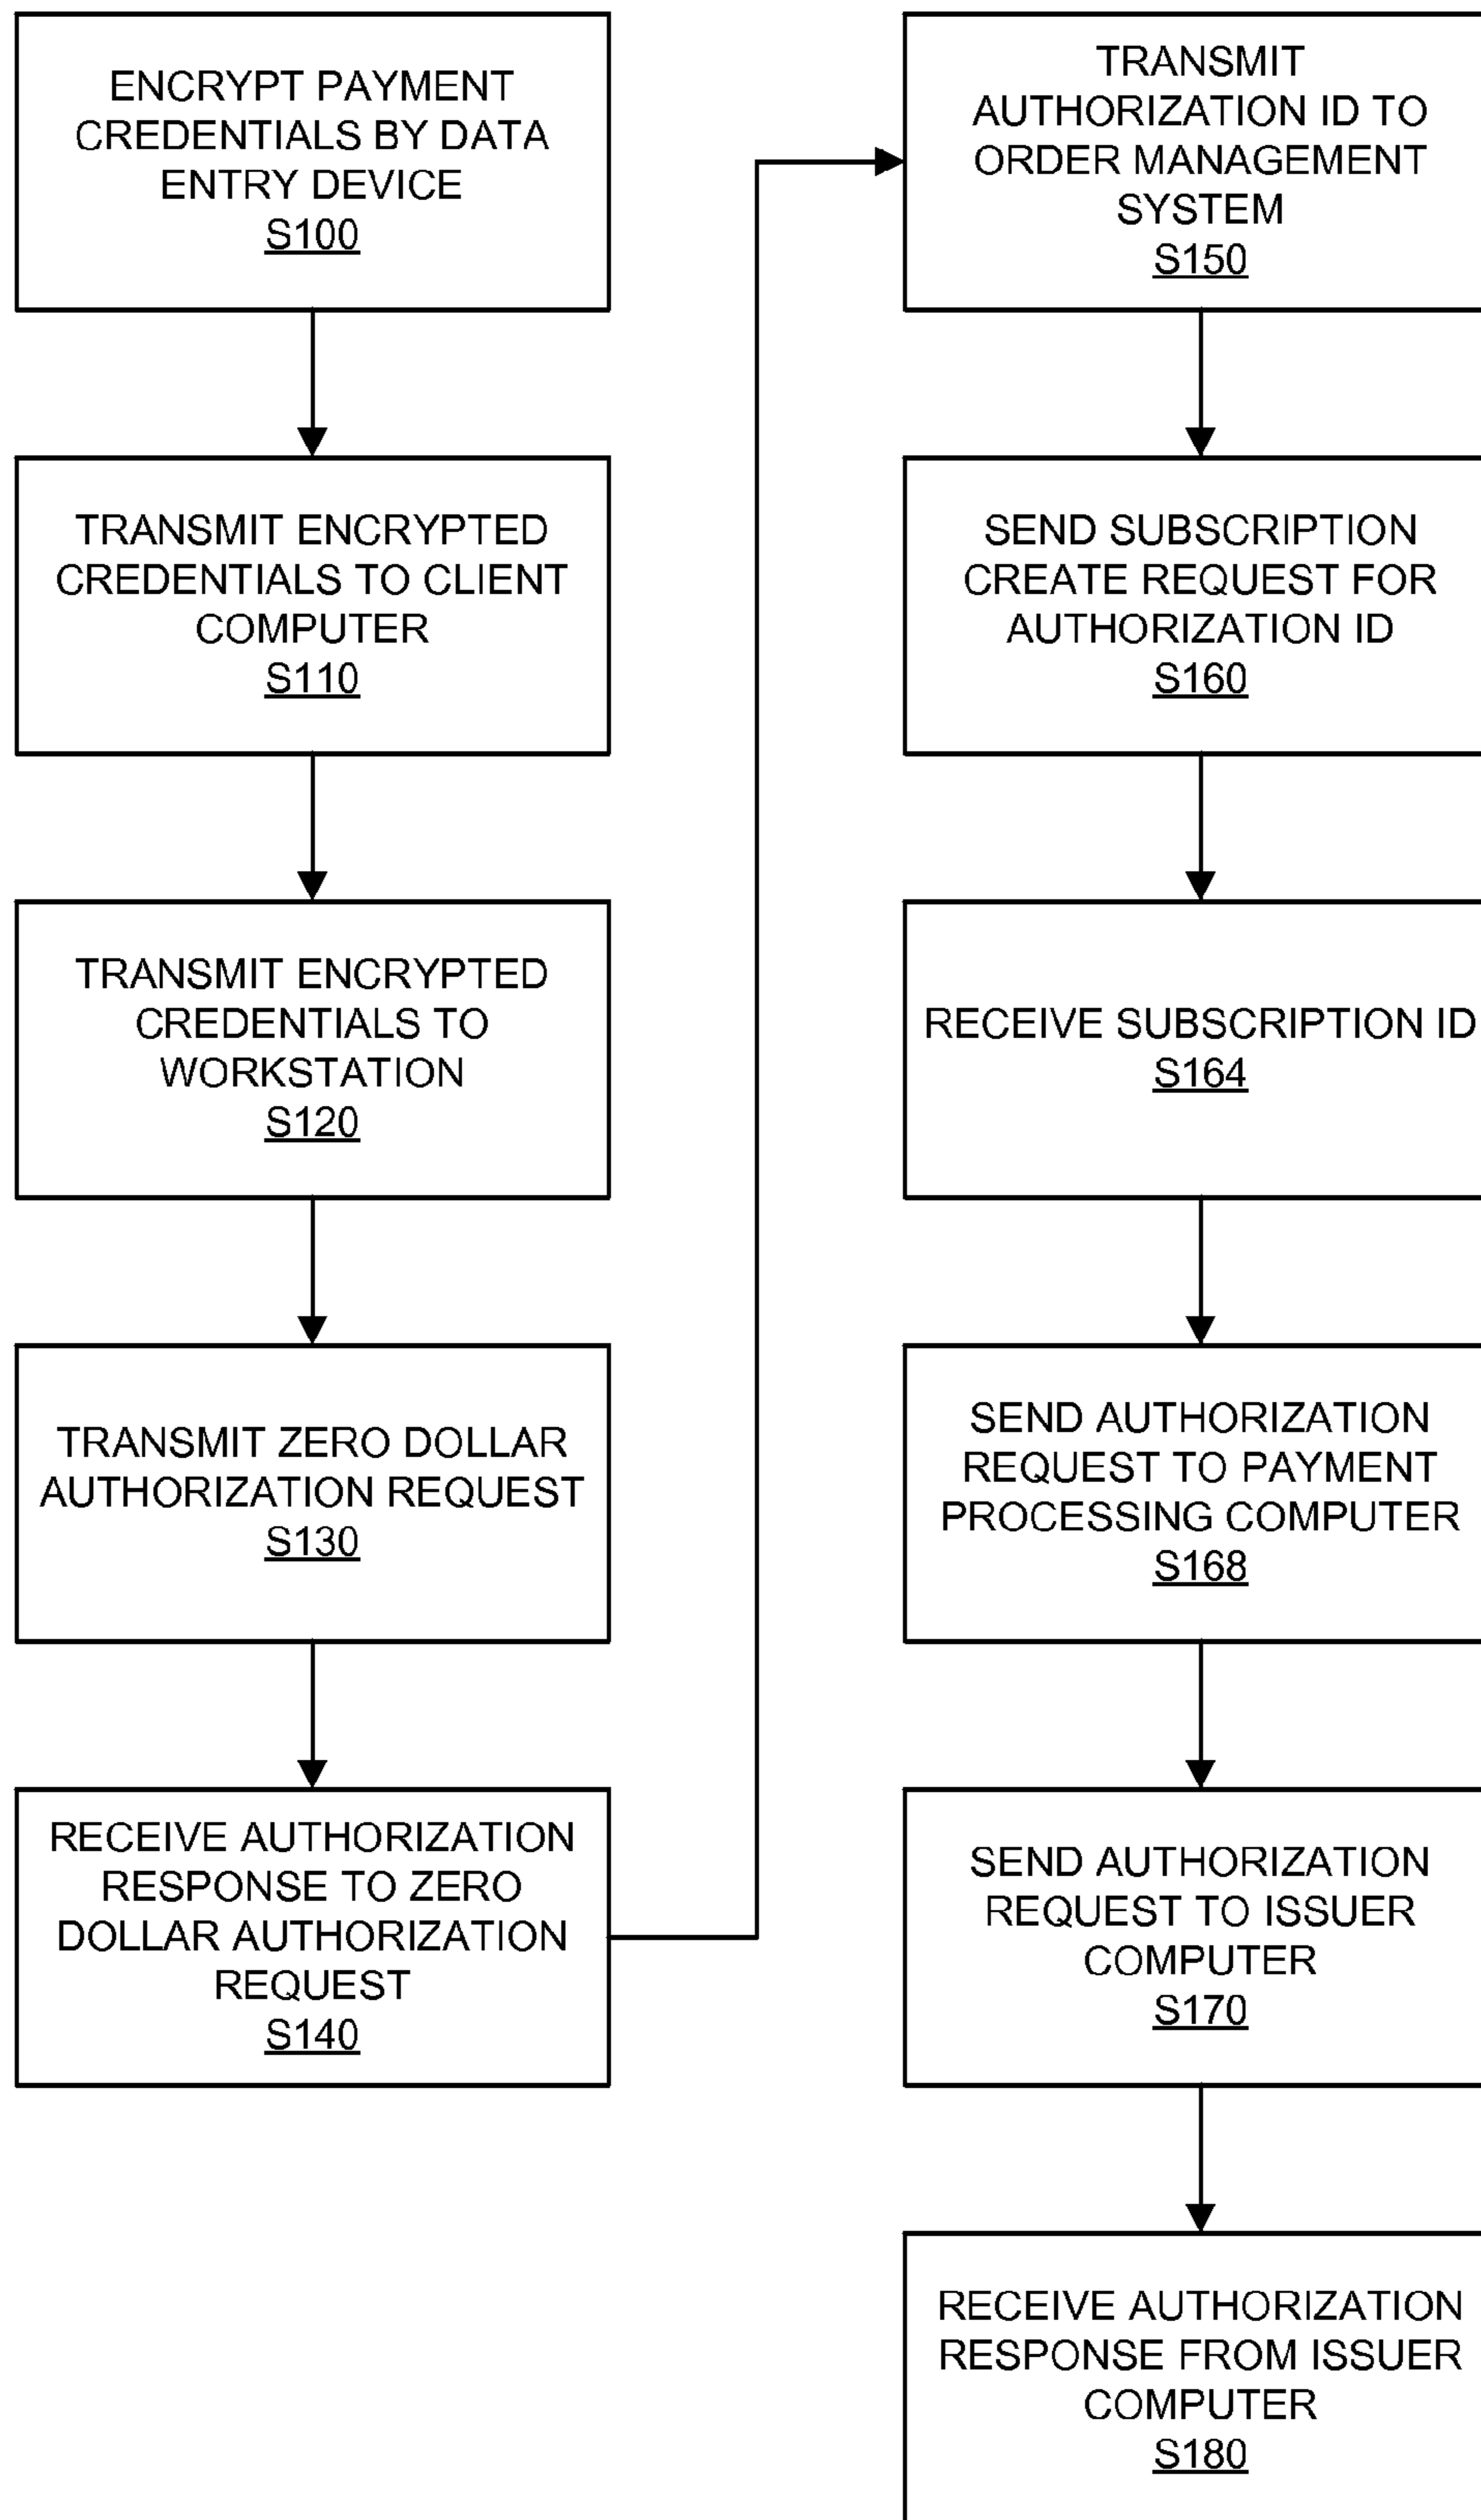 ENCRYPT PAYMENT
CREDENTIALS BY DATA
ENTRY DEVICE
S100
TRANSMIT ENCRYPTED
CREDENTIALS TO CLIENT
COMPUTER
S110
TRANSMIT ENCRYPTED
CREDENTIALS TO
WORKSTATION
S120
TRANSMIT ZERO DOLLAR
AUTHORIZATION REQUEST
S130
RECEIVE AUTHORIZATION
RESPONSE TO ZERO
DOLLAR AUTHORIZATION
REQUEST
S140
TRANSMIT
AUTHORIZATION ID TO
ORDER MANAGEMENT
SYSTEM
S150
SEND SUBSCRIPTION
CREATE REQUEST FOR
AUTHORIZATION ID
S160
RECEIVE SUBSCRIPTION ID
S164
SEND AUTHORIZATION
REQUEST TO PAYMENT
PROCESSING COMPUTER
S168
SEND AUTHORIZATION
REQUEST TO ISSUER
COMPUTER
S170
RECEIVE AUTHORIZATION
RESPONSE FROM ISSUER
COMPUTER
S180